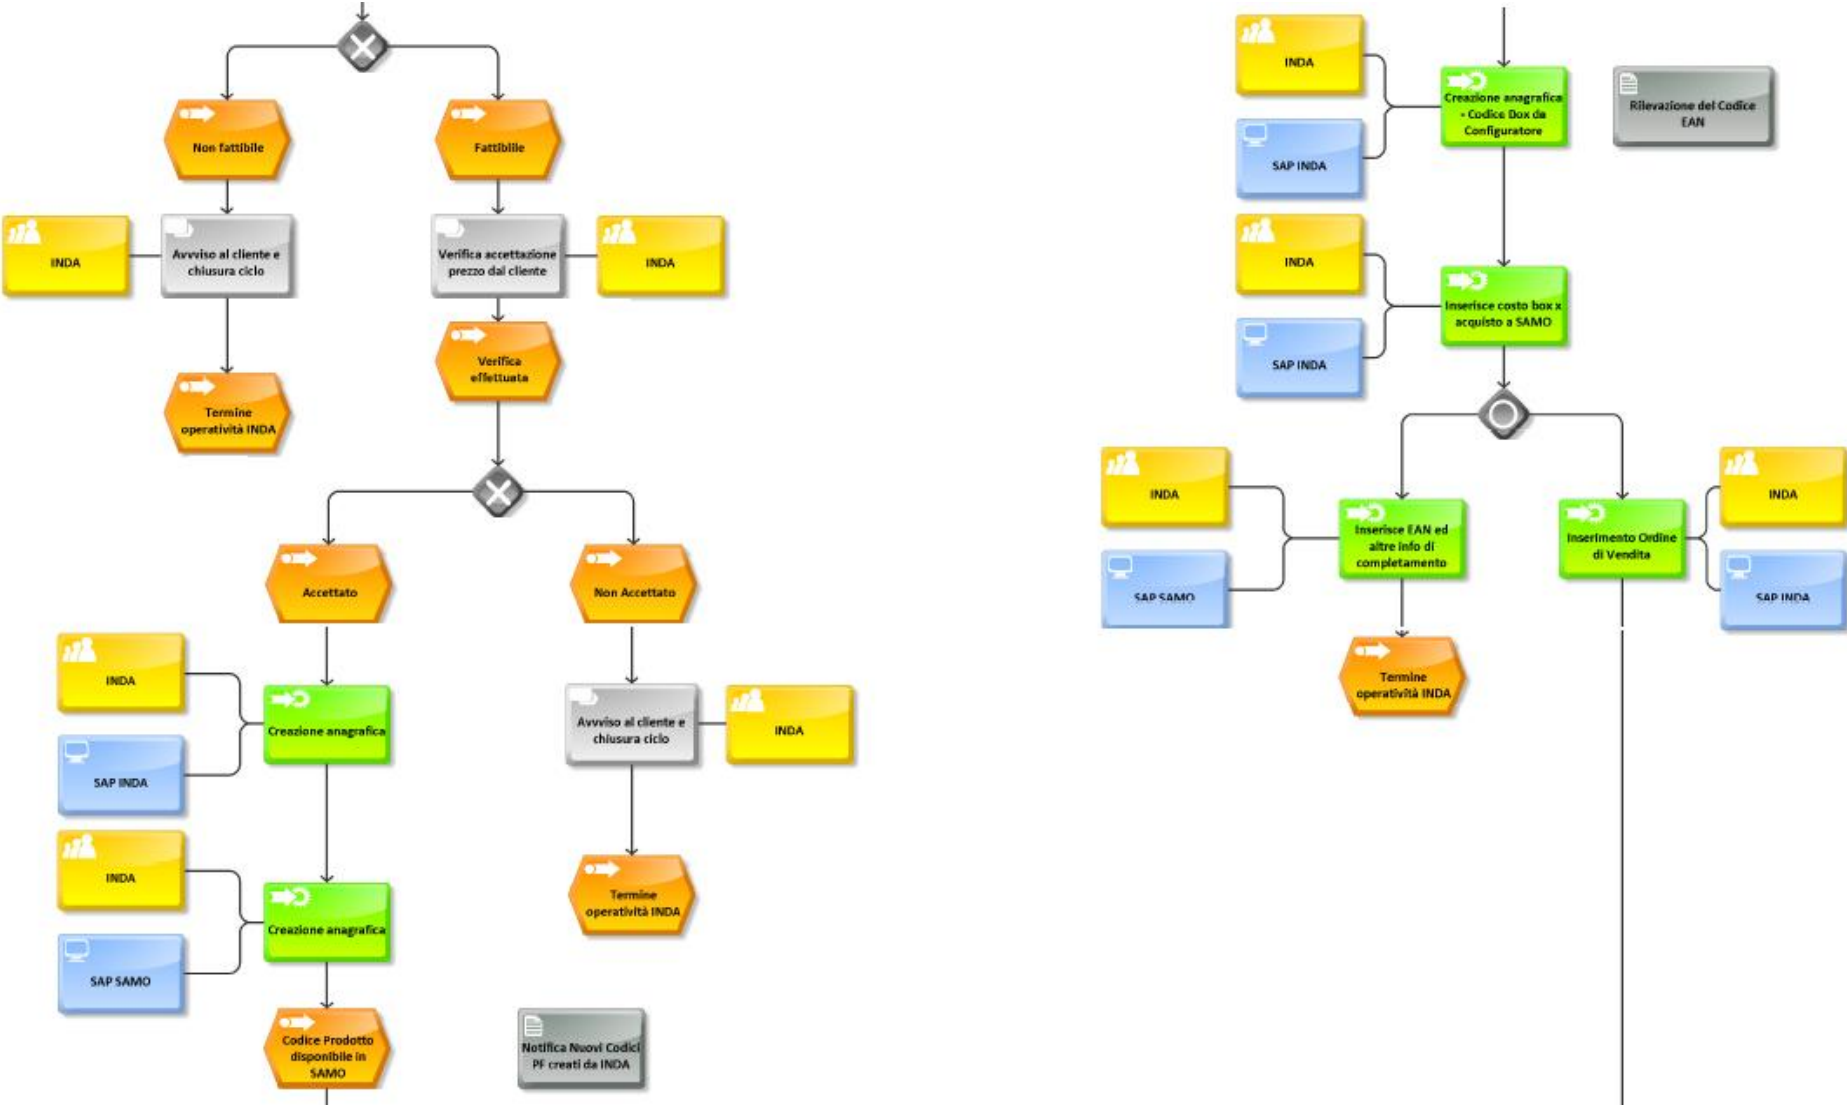 Non fattibile
Fattibile
INDA
Avvviso al cliente e
chiusura ciclo
Verifica accettazione
prezzo dal cliente
INDA
Verifica
effettuata
Termine
operatività INDA
Accettato
Non Accettato
INDA
Creazione anagrafica
SAP INDA
Avvviso al cliente e
chiusura ciclo
INDA
INDA
Creazione anagrafica
SAP SAMO
Termine
operatività INDA
Codice Prodotto
disponibile in
SAMO
Notifica Nuovi Codici
PF creati da INDA
INDA
Creazione anagrafica
- Codice Box da
Configuratore
Rilevazione del Codice
EAN
SAP INDA
INDA
Inserisce costo box x
acquisto a SAMO
SAP INDA
INDA
Inserisce EAN ed
altre info di
completamento
SAP SAMO
Inserimento Ordine
di Vendita
INDA
SAP INDA
Termine
operatività INDA